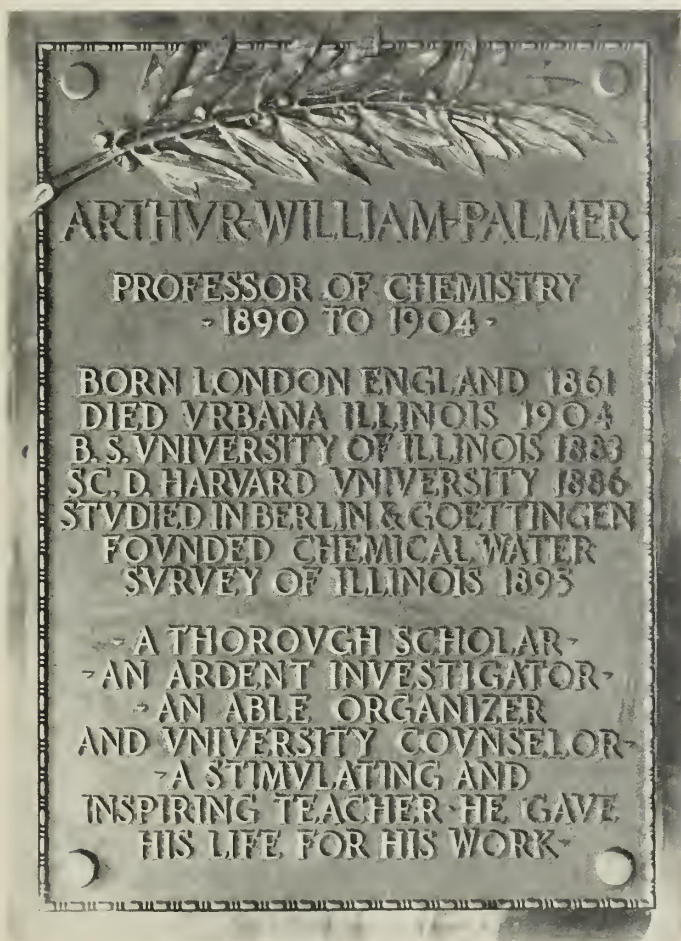 ARTHVR-WILLIAM-PALMER
PROFESSOR OF CHEMISTRY
- 1890 TO 1904 -
BORN LONDON ENGLAND 1861
DIED VRBANA ILLINOIS 1904
B. S. VNIVERSITY OF ILLINOIS 1883
SC. D. HARVARD VNIVERSITY 1886
STVDIED IN BERLIN & GOETTINGEN
FOVNDED CHEMICAL WATER
SVRVEY OF ILLINOIS 1895
- A THOROVGH SCHOLAR -
- AN ARDENT INVESTIGATOR -
- AN ABLE ORGANIZER
AND VNIVERSITY COVNSELOR -
- A STIMVLATING AND
INSPIRING TEACHER - HE GAVE
HIS LIFE FOR HIS WORK -